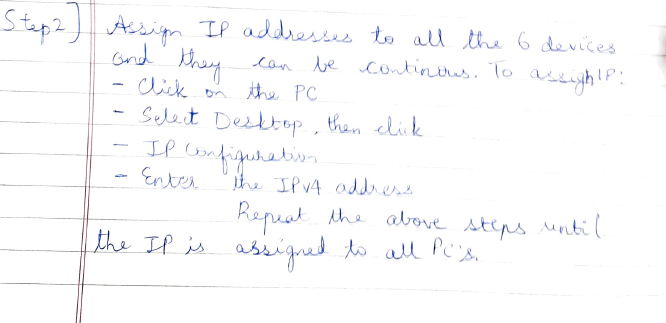 Step2] Assign IP addresses to all the 6 devices
and they can be continous. To assigh IP:
- Click on the PC
- Select Desktop, then click
- IP Configuration
- Enter the IPv4 address
Repeat the above steps until
the IP is assigned to all PC's.